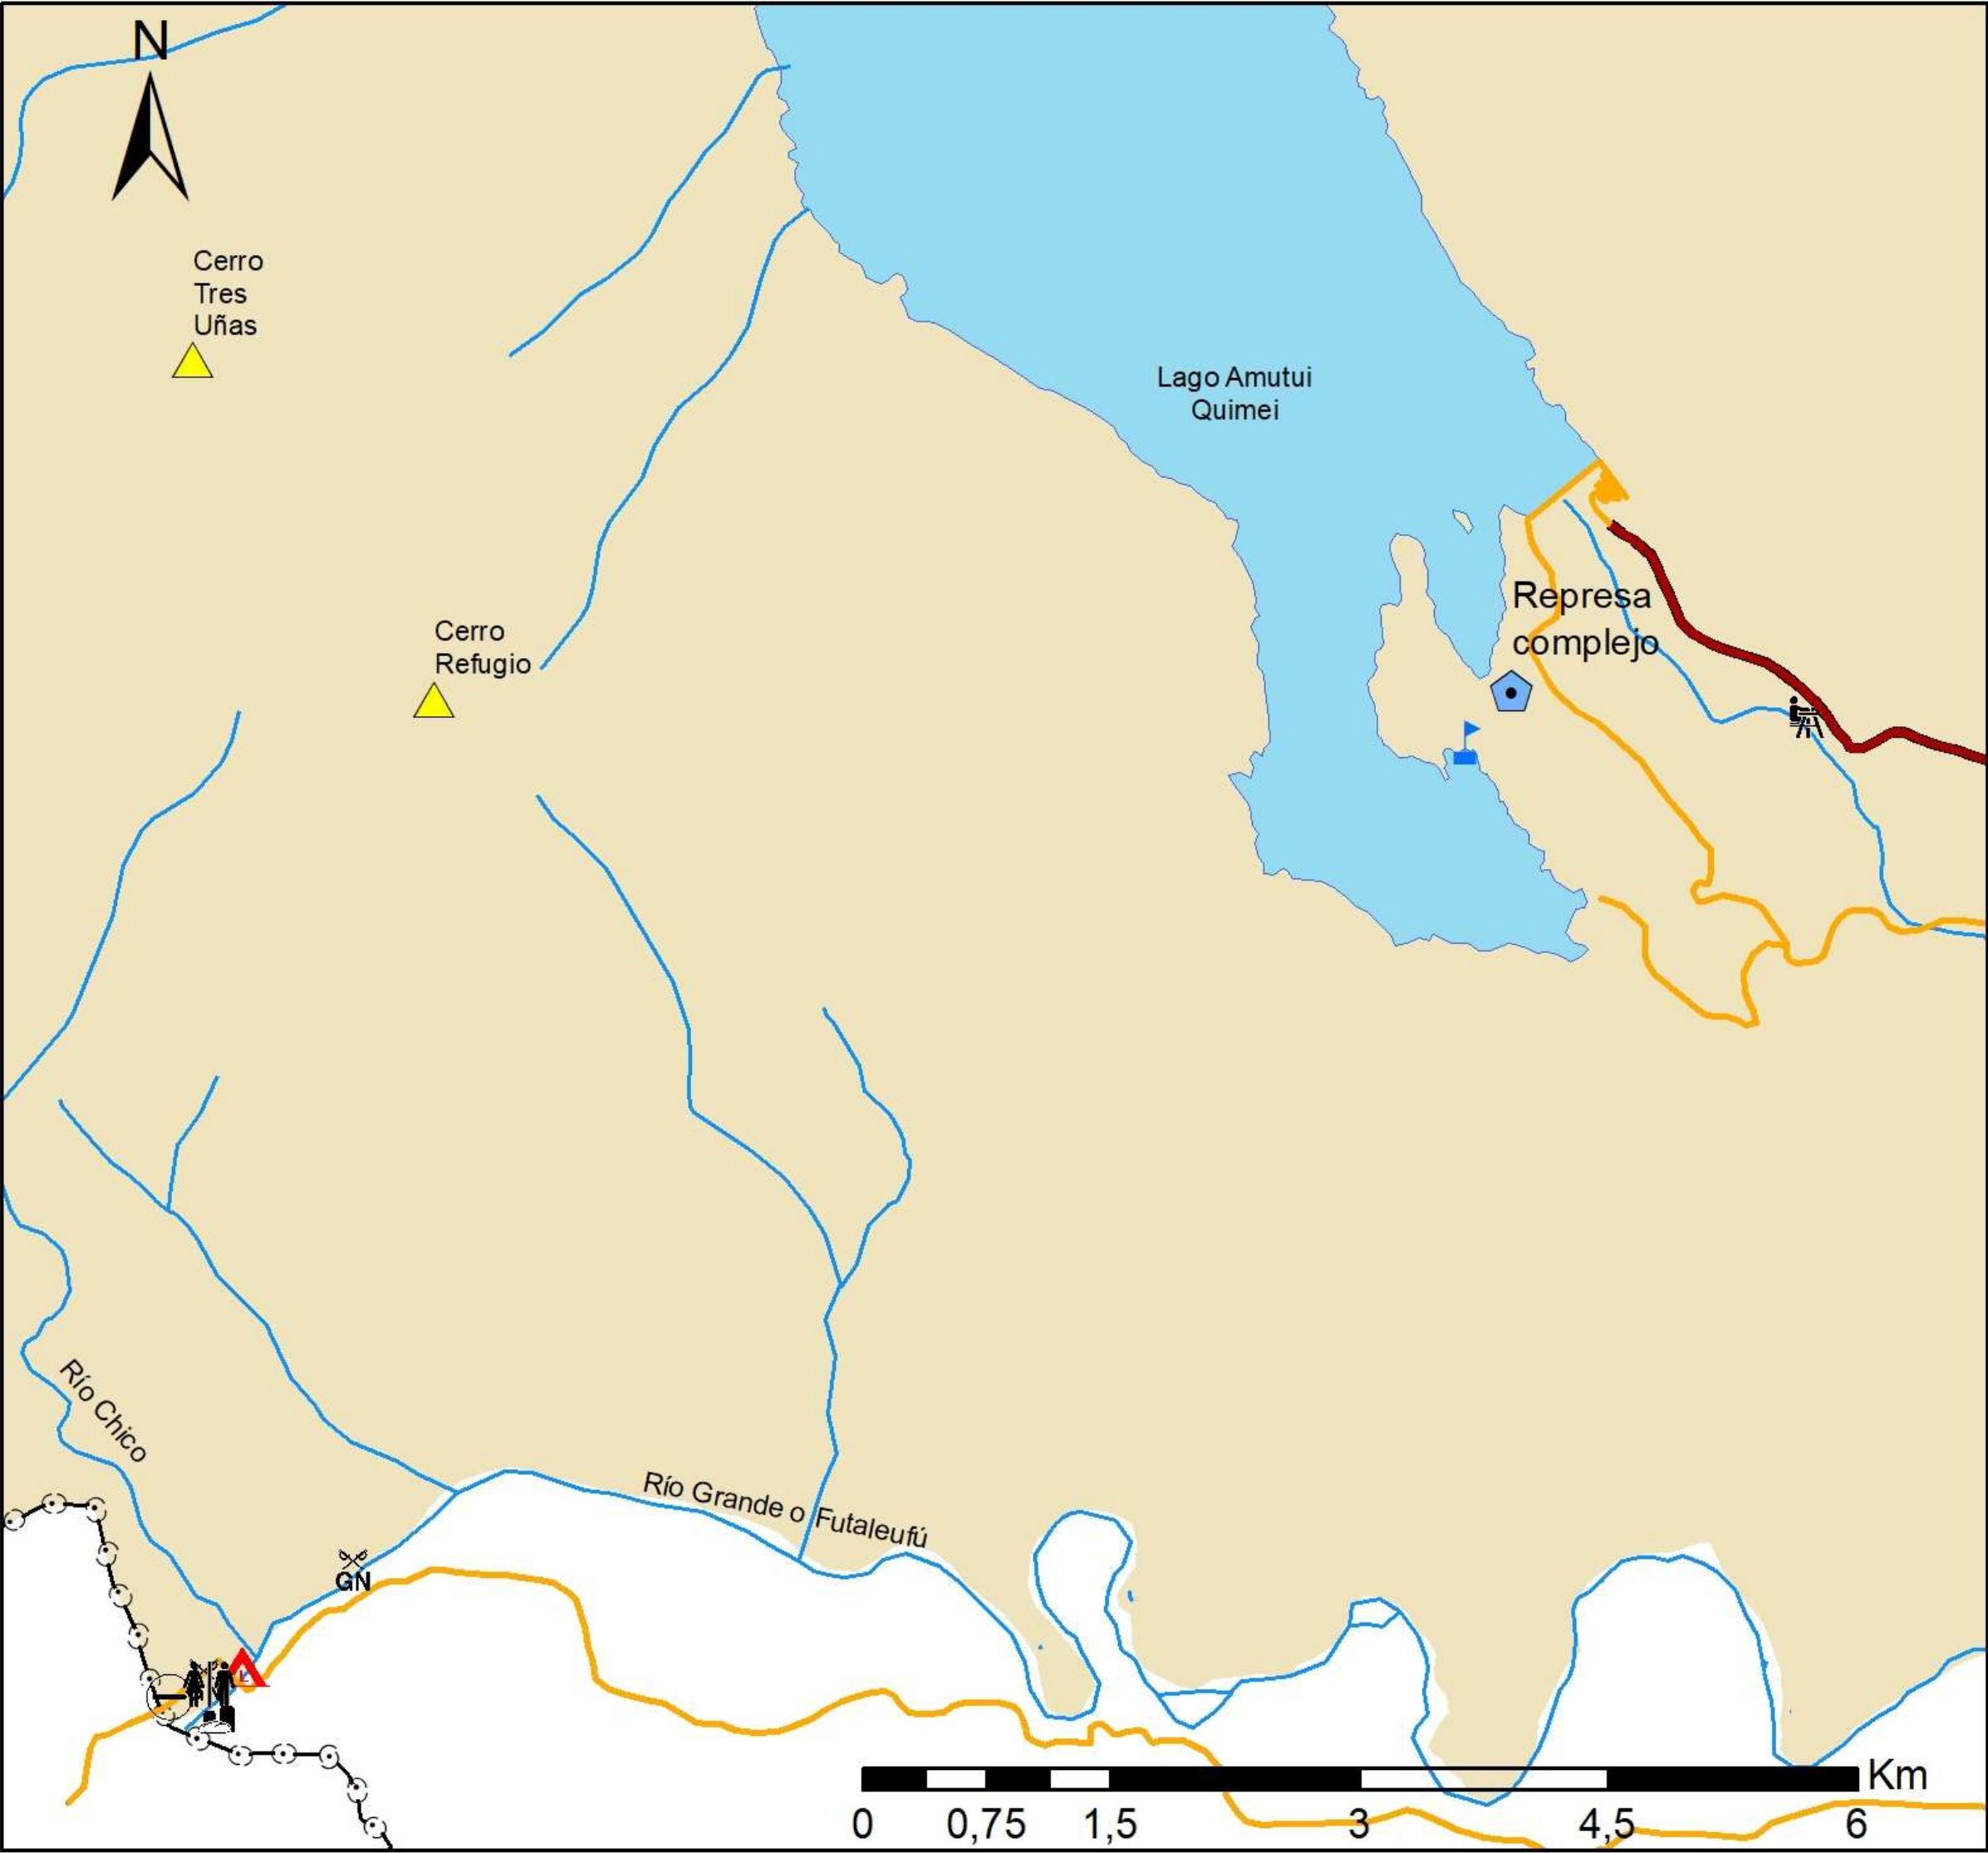 N
Cerro
Tres
Uñas
Lago Amutui
Quimei
Represa
complejo
Cerro
Refugio
Río Chico
Río Grande o Futaleufú
GN
Km
0
0,75
1,5
3
4,5
6